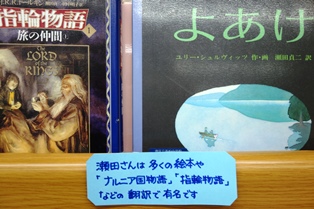 指輪物語
1
旅の仲間 上
The
LORD
OF THE
RINGS
よあけ
ユリー・シュルヴィッツ 作・画 瀬田貞二 訳
瀬田さんは 多くの絵本や
「ナルニア国物語」「指輪物語」
などの 翻訳で 有名です